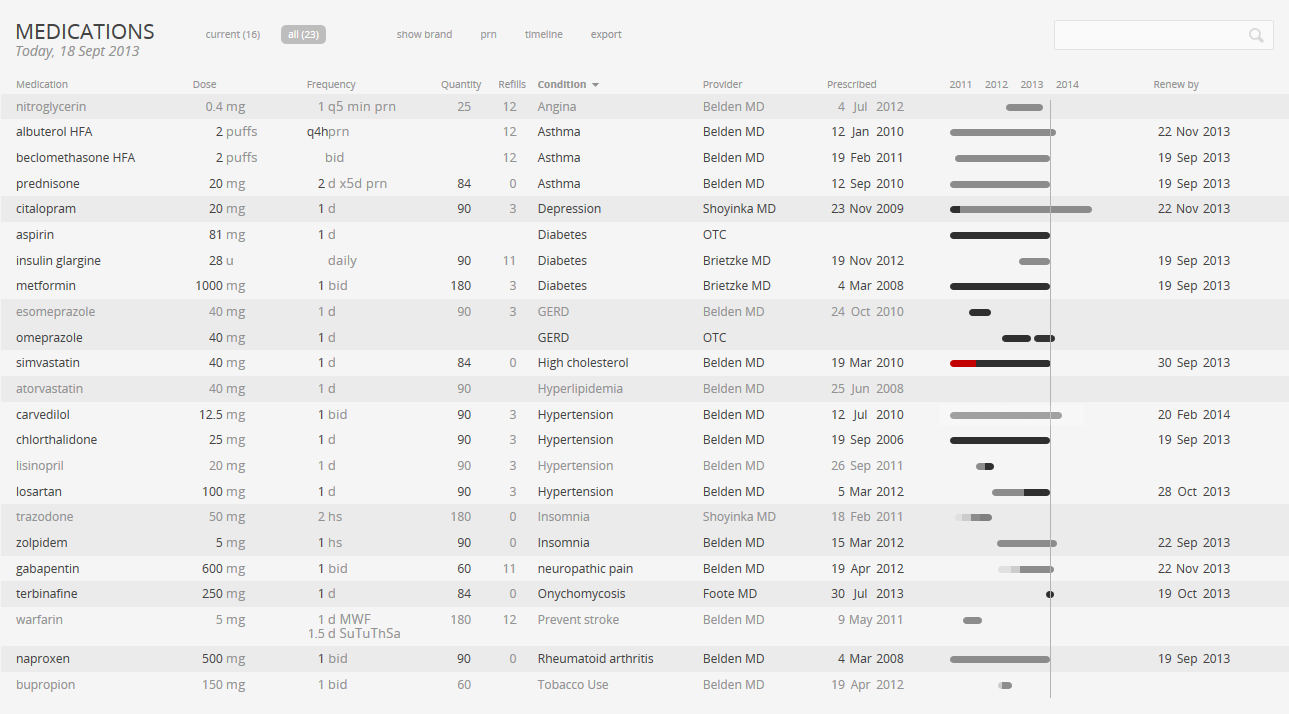 MEDICATIONS current (16) all (23) show brand prn timeline export
Today, 18 Sept 2013
Medication Dose Frequency Quantity Refills Condition Provider Prescribed 2011 2012 2013 2014 Renew by
nitroglycerin 0.4 mg 1 q5 min prn 25 12 Angina Belden MD 4 Jul 2012
albuterol HFA 2 puffs q4hprn 12 Asthma Belden MD 12 Jan 2010 22 Nov 2013
beclomethasone HFA 2 puffs bid 12 Asthma Belden MD 19 Feb 2011 19 Sep 2013
prednisone 20 mg 2 d x5d prn 84 0 Asthma Belden MD 12 Sep 2010 19 Sep 2013
citalopram 20 mg 1 d 90 3 Depression Shoyinka MD 23 Nov 2009 22 Nov 2013
aspirin 81 mg 1 d Diabetes OTC
insulin glargine 28 u daily 90 11 Diabetes Brietzke MD 19 Nov 2012 19 Sep 2013
metformin 1000 mg 1 bid 180 3 Diabetes Brietzke MD 4 Mar 2008 19 Sep 2013
esomeprazole 40 mg 1 d 90 3 GERD Belden MD 24 Oct 2010
omeprazole 40 mg 1 d GERD OTC
simvastatin 40 mg 1 d 84 0 High cholesterol Belden MD 19 Mar 2010 30 Sep 2013
atorvastatin 40 mg 1 d 90 Hyperlipidemia Belden MD 25 Jun 2008
carvedilol 12.5 mg 1 bid 90 3 Hypertension Belden MD 12 Jul 2010 20 Feb 2014
chlorthalidone 25 mg 1 d 90 3 Hypertension Belden MD 19 Sep 2006 19 Sep 2013
lisinopril 20 mg 1 d 90 3 Hypertension Belden MD 26 Sep 2011
losartan 100 mg 1 d 90 3 Hypertension Belden MD 5 Mar 2012 28 Oct 2013
trazodone 50 mg 2 hs 180 0 Insomnia Shoyinka MD 18 Feb 2011
zolpidem 5 mg 1 hs 90 0 Insomnia Belden MD 15 Mar 2012 22 Sep 2013
gabapentin 600 mg 1 bid 60 11 neuropathic pain Belden MD 19 Apr 2012 22 Nov 2013
terbinafine 250 mg 1 d 84 0 Onychomycosis Foote MD 30 Jul 2013 19 Oct 2013
warfarin 5 mg 1 d MWF 180 12 Prevent stroke Belden MD 9 May 2011
1.5 d SuTuThSa
naproxen 500 mg 1 bid 90 0 Rheumatoid arthritis Belden MD 4 Mar 2008 19 Sep 2013
bupropion 150 mg 1 bid 60 Tobacco Use Belden MD 19 Apr 2012